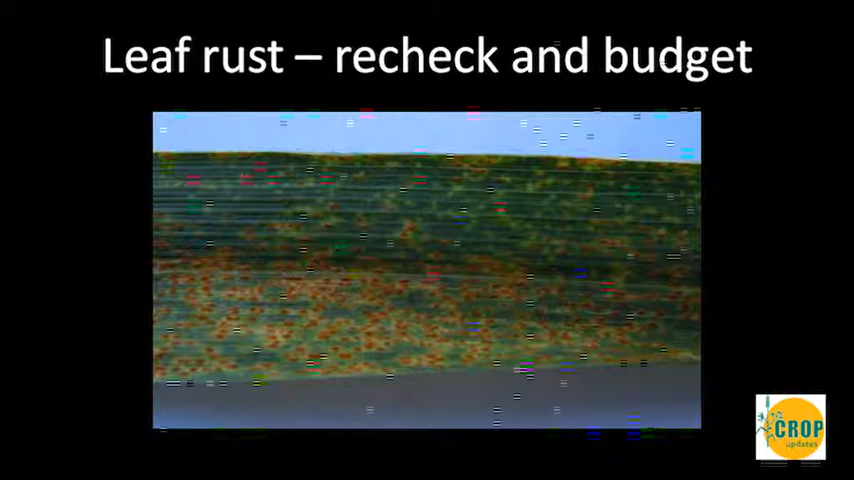 Leaf rust – recheck and budget
CROP
updates